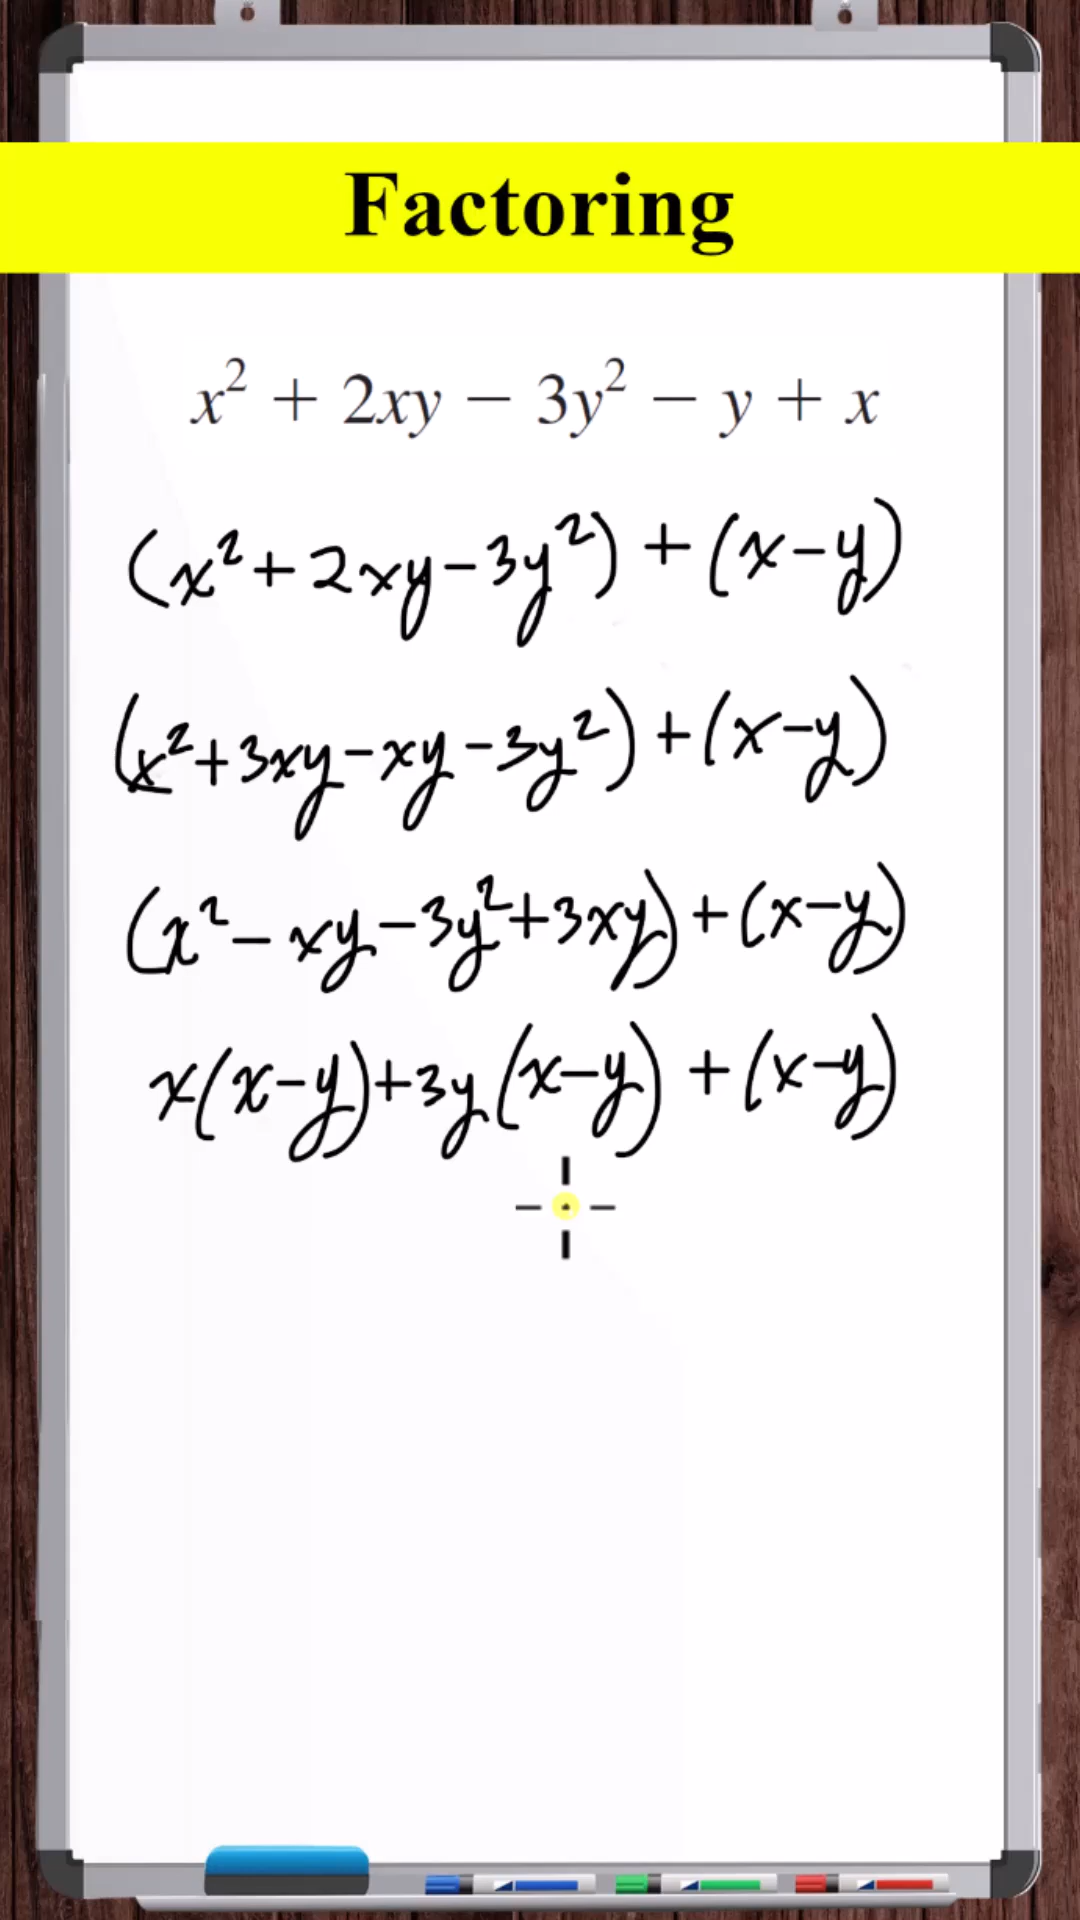 Factoring
x² + 2xy − 3y² − y + x
(x²+2xy−3y²)+(x−y)
(x²+3xy−xy−3y²)+(x−y)
(x²−xy−3y²+3xy)+(x−y)
x(x−y)+3y(x−y)+(x−y)